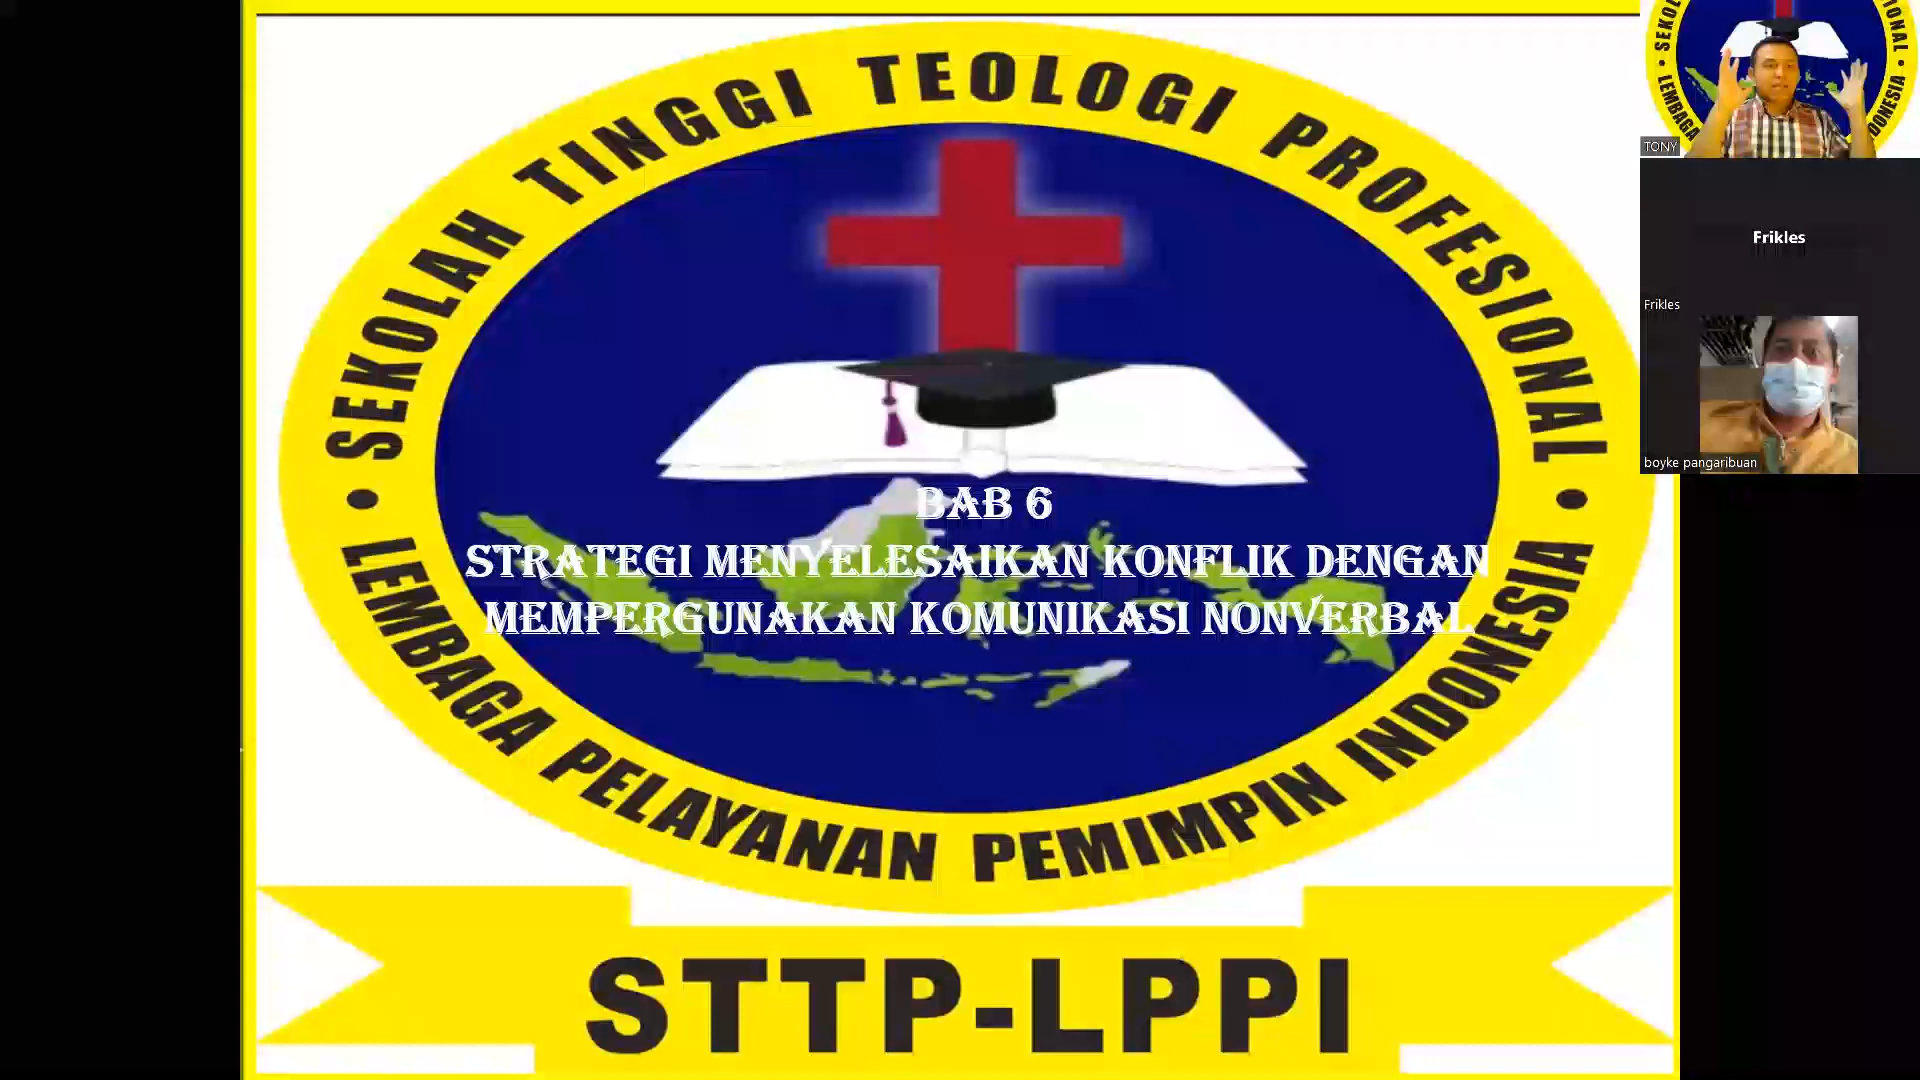 SEKOLAH TINGGI TEOLOGI PROFESIONAL
LEMBAGA PELAYANAN PEMIMPIN INDONESIA
BAB 6
STRATEGI MENYELESAIKAN KONFLIK DENGAN
MEMPERGUNAKAN KOMUNIKASI NONVERBAL
STTP-LPPI
LEMBAGA
TONY
Frikles
Frikles
boyke pangaribuan